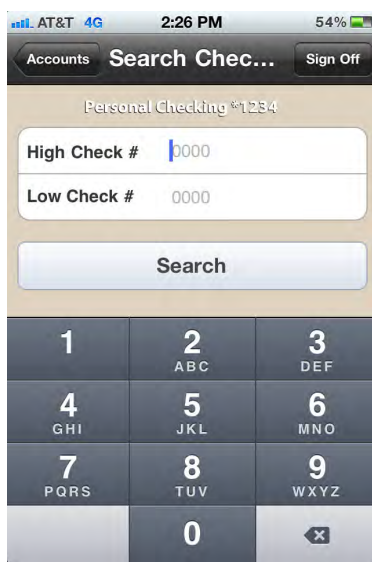 AT&T 4G 2:26 PM 54%
Accounts Search Chec... Sign Off
Personal Checking *1234
High Check # 0000
Low Check # 0000
Search
1 2 3
ABC DEF
4 5 6
GHI JKL MNO
7 8 9
PQRS TUV WXYZ
0